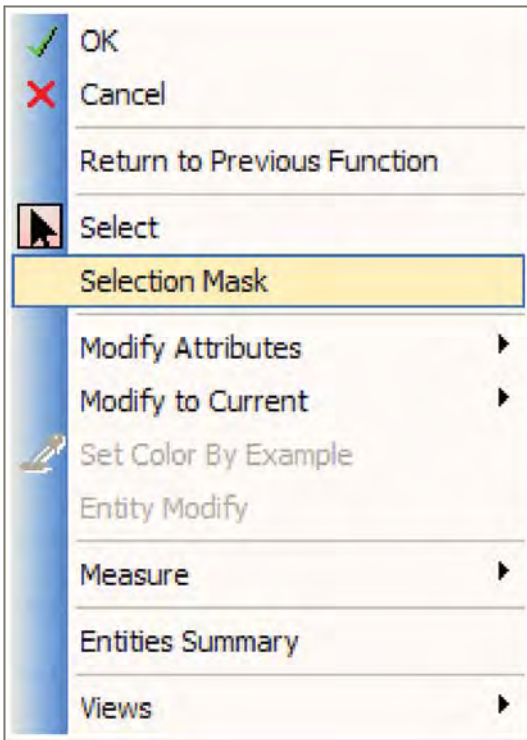 OK
Cancel
Return to Previous Function
Select
Selection Mask
Modify Attributes
Modify to Current
Set Color By Example
Entity Modify
Measure
Entities Summary
Views